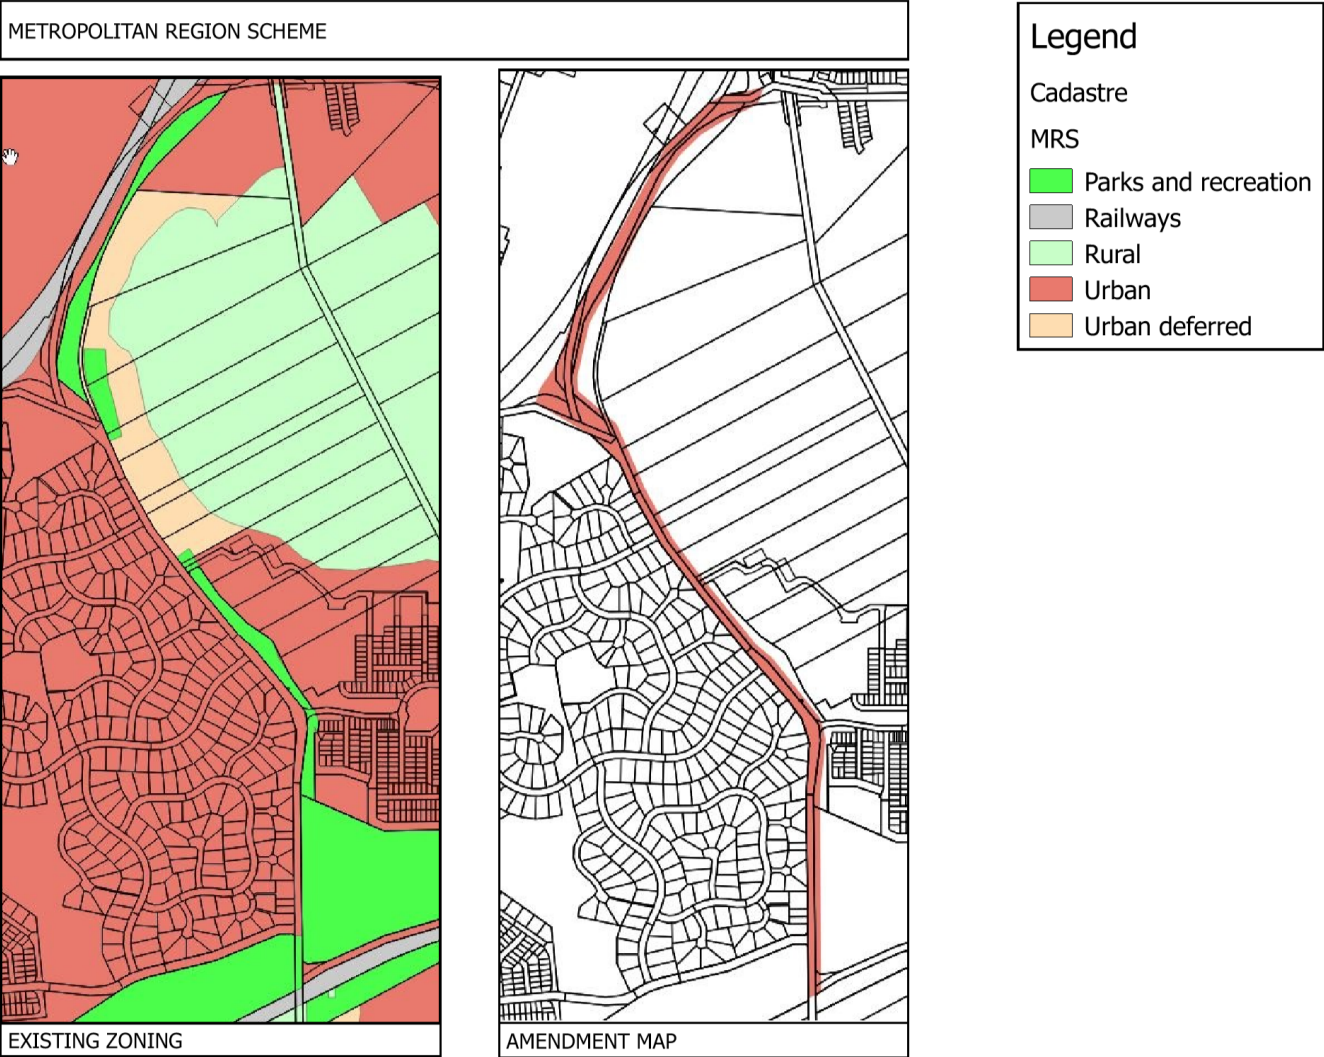 METROPOLITAN REGION SCHEME
EXISTING ZONING
AMENDMENT MAP
Legend
Cadastre
MRS
Parks and recreation
Railways
Rural
Urban
Urban deferred